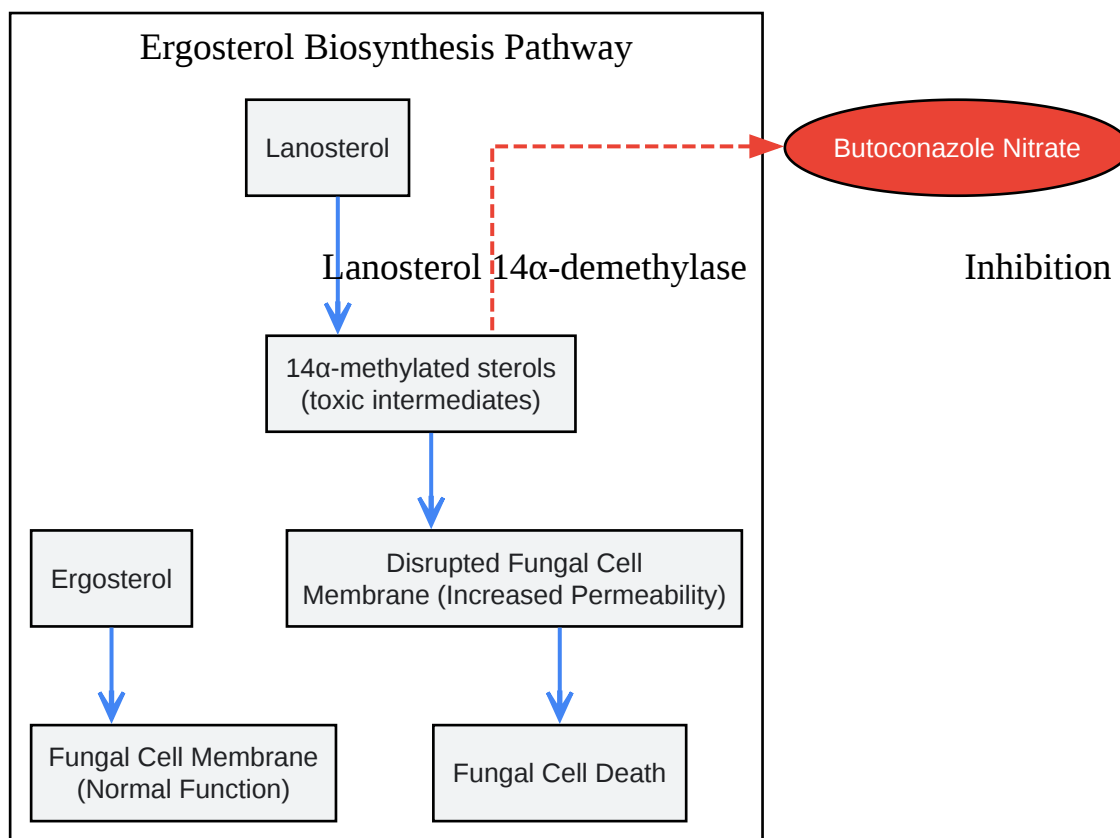 Ergosterol Biosynthesis Pathway
Lanosterol
Butoconazole Nitrate
Lanosterol 14α-demethylase
Inhibition
14α-methylated sterols
(toxic intermediates)
Ergosterol
Disrupted Fungal Cell
Membrane (Increased Permeability)
Fungal Cell Membrane
(Normal Function)
Fungal Cell Death